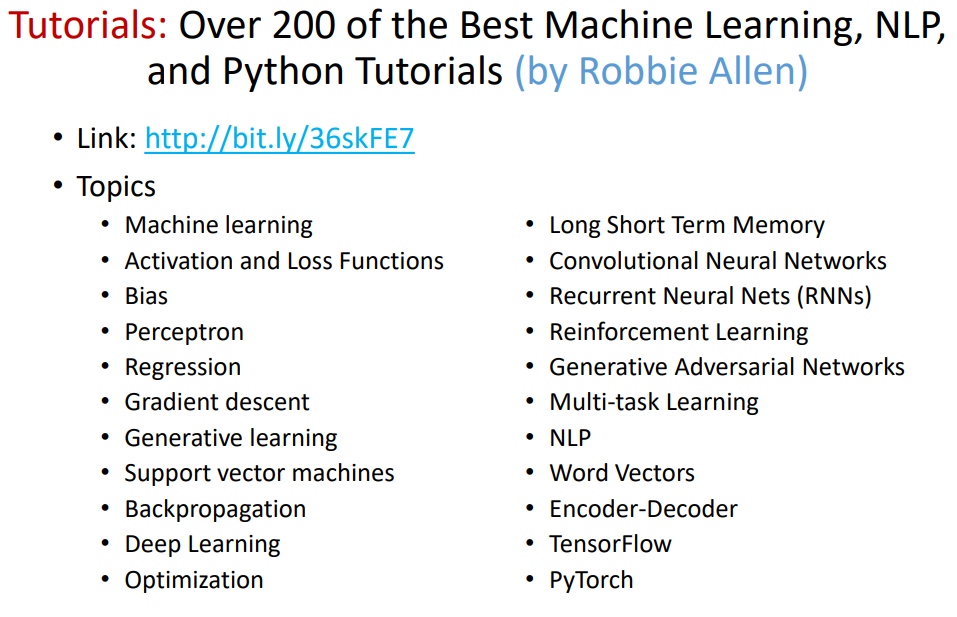 Tutorials: Over 200 of the Best Machine Learning, NLP,
and Python Tutorials (by Robbie Allen)
• Link: http://bit.ly/36skFE7
• Topics
• Machine learning
• Activation and Loss Functions
• Bias
• Perceptron
• Regression
• Gradient descent
• Generative learning
• Support vector machines
• Backpropagation
• Deep Learning
• Optimization
• Long Short Term Memory
• Convolutional Neural Networks
• Recurrent Neural Nets (RNNs)
• Reinforcement Learning
• Generative Adversarial Networks
• Multi-task Learning
• NLP
• Word Vectors
• Encoder-Decoder
• TensorFlow
• PyTorch